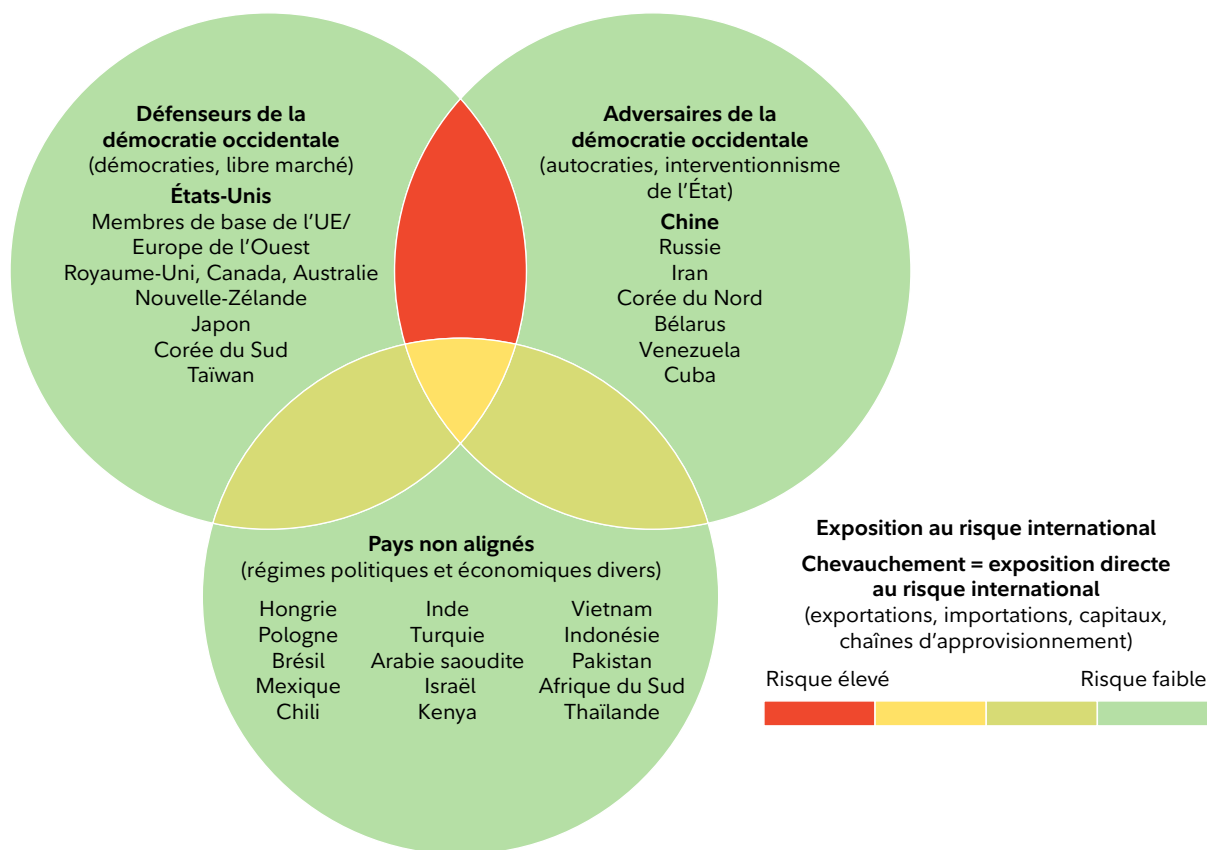 Défenseurs de la
démocratie occidentale
(démocraties, libre marché)
États-Unis
Membres de base de l’UE/
Europe de l’Ouest
Royaume-Uni, Canada, Australie
Nouvelle-Zélande
Japon
Corée du Sud
Taïwan
Adversaires de la
démocratie occidentale
(autocraties, interventionnisme
de l’État)
Chine
Russie
Iran
Corée du Nord
Bélarus
Venezuela
Cuba
Pays non alignés
(régimes politiques et économiques divers)
Hongrie
Pologne
Brésil
Mexique
Chili
Inde
Turquie
Arabie saoudite
Israël
Kenya
Vietnam
Indonésie
Pakistan
Afrique du Sud
Thaïlande
Exposition au risque international
Chevauchement = exposition directe
au risque international
(exportations, importations, capitaux,
chaînes d’approvisionnement)
Risque élevé
Risque faible